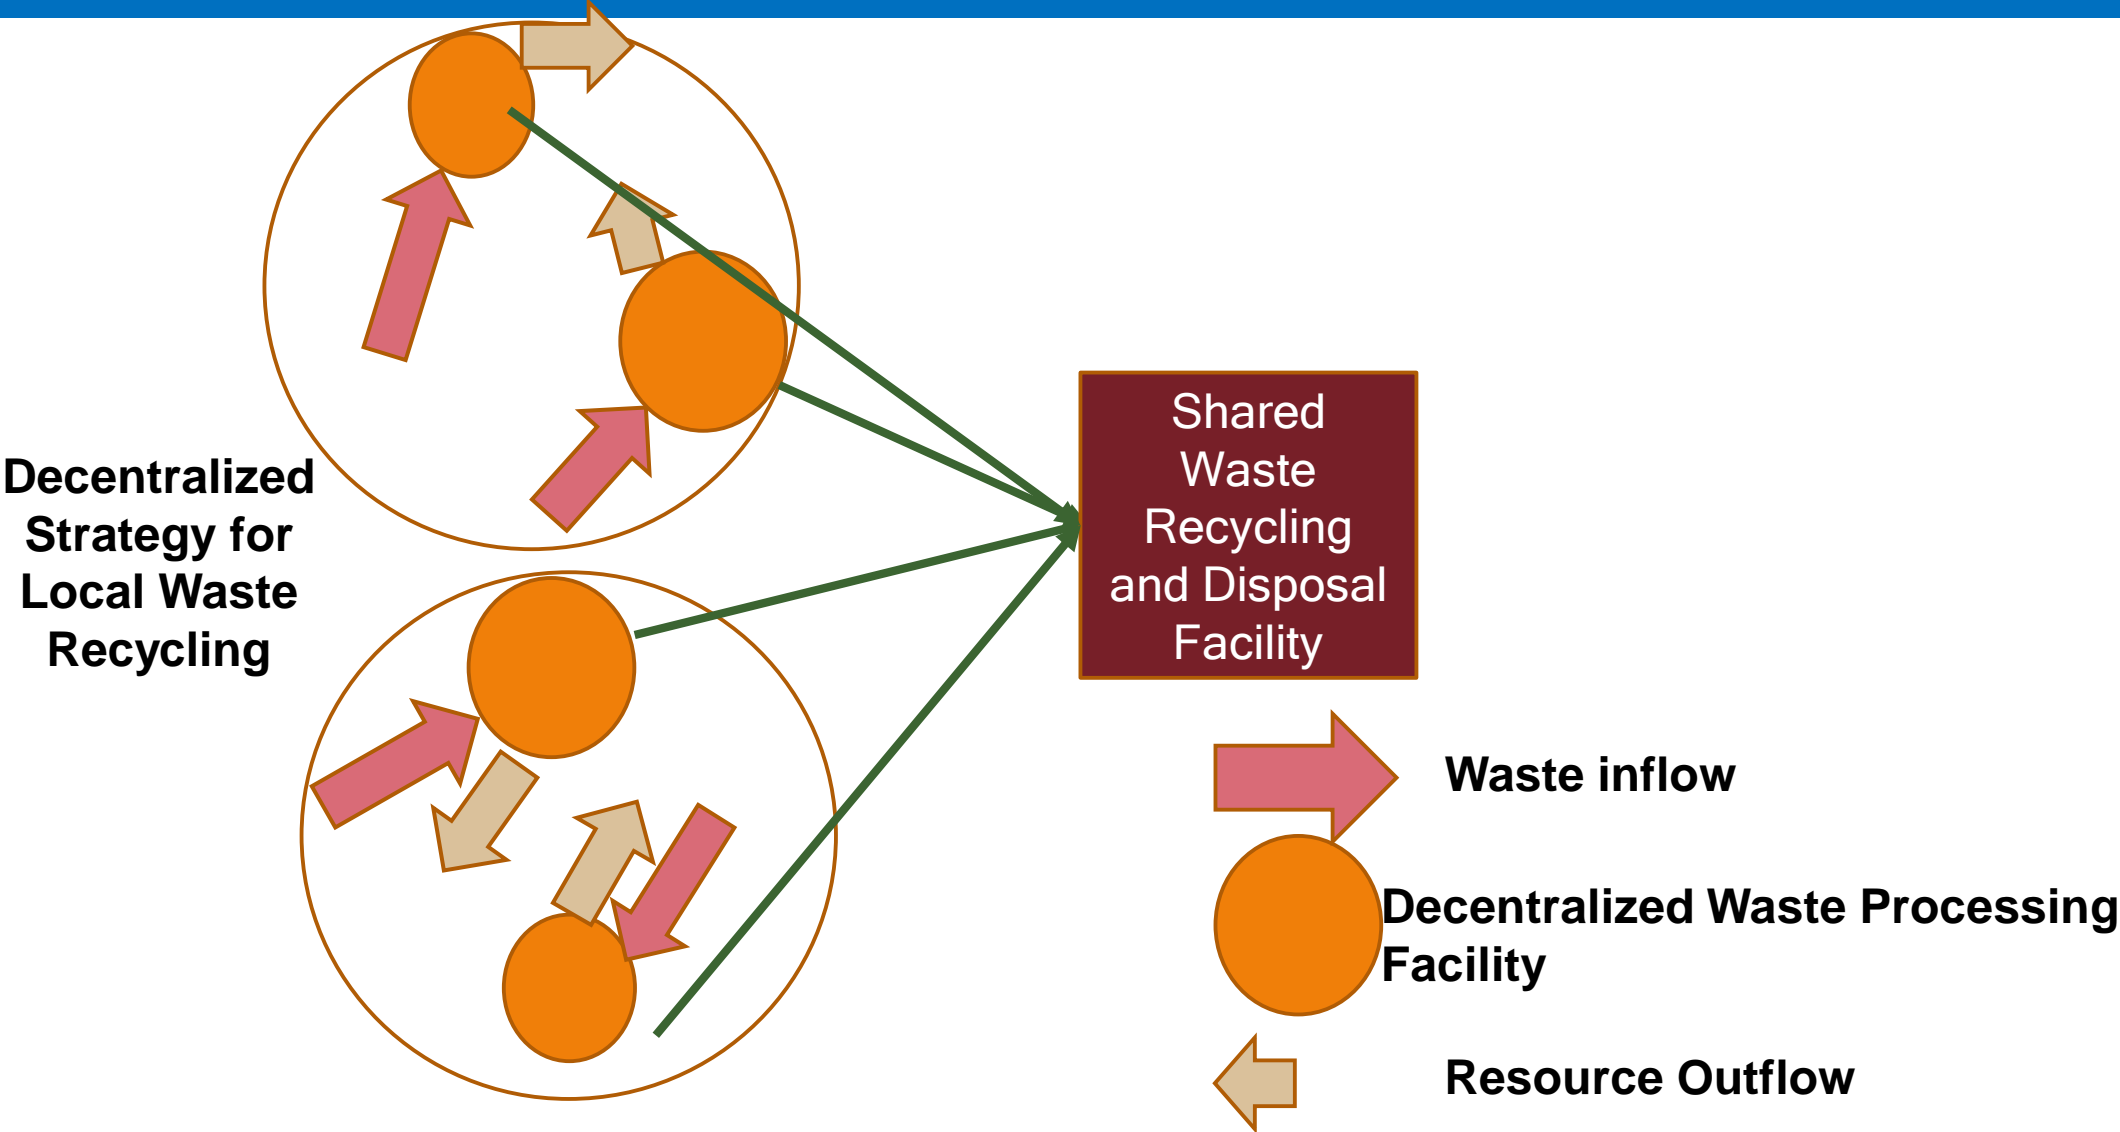 Decentralized
Strategy for
Local Waste
Recycling
Shared
Waste
Recycling
and Disposal
Facility
Waste inflow
Decentralized Waste Processing
Facility
Resource Outflow